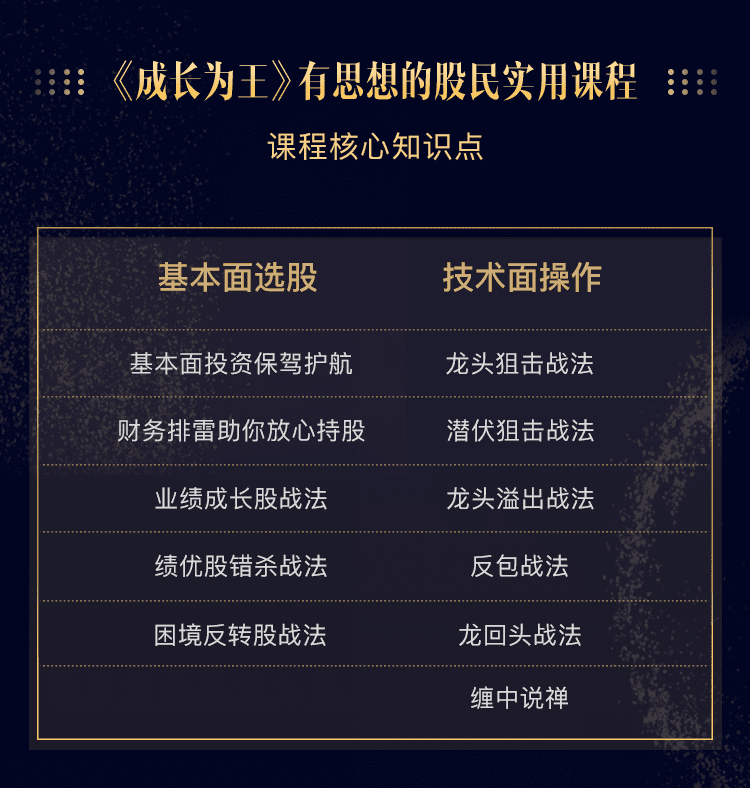 《成长为王》有思想的股民实用课程
课程核心知识点
基本面选股 技术面操作
基本面投资保驾护航 龙头狙击战法
财务排雷助你放心持股 潜伏狙击战法
业绩成长股战法 龙头溢出战法
绩优股错杀战法 反包战法
困境反转股战法 龙回头战法
缠中说禅